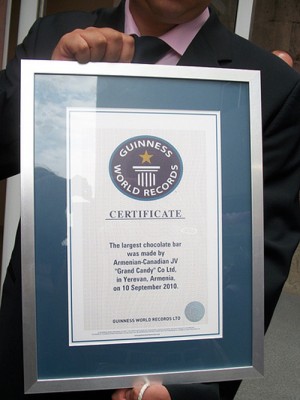 GUINNESS
WORLD RECORDS
CERTIFICATE
The largest chocolate bar
was made by
Armenian-Canadian JV
"Grand Candy" Co Ltd,
in Yerevan, Armenia,
on 10 September 2010.
GUINNESS WORLD RECORDS LTD